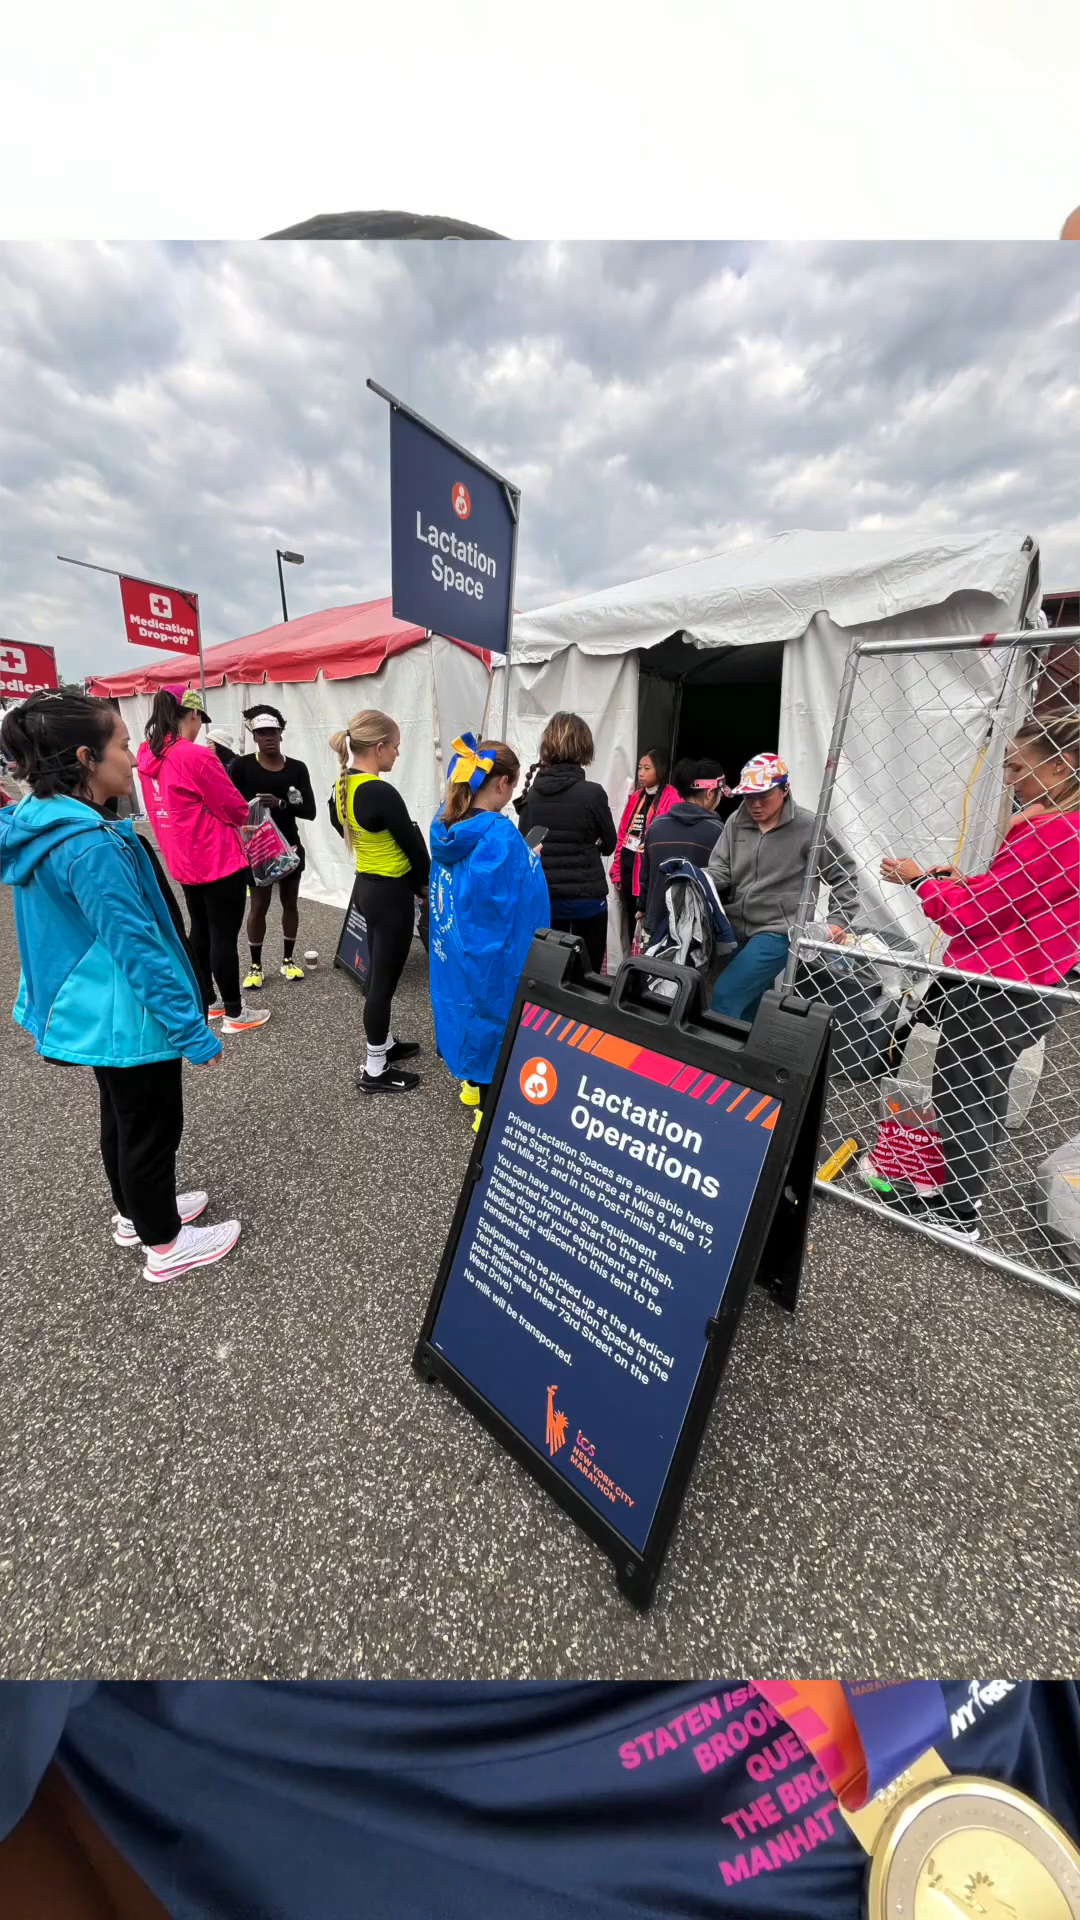 Lactation
Space
Medication
Drop-off
Lactation
Operations
Private Lactation Spaces are available here
at the Start, on the course at Mile 8, Mile 17,
and Mile 22, and in the Post-Finish area.
You can have your pump equipment
transported from the Start to the Finish.
Please drop off your equipment at the
Medical Tent adjacent to this tent to be
transported.
Equipment can be picked up at the Medical
Tent adjacent to the Lactation Space in the
post-finish area (near 73rd Street on the
West Drive).
No milk will be transported.
tcs
NEW YORK CITY
MARATHON
Village
STATEN IS
BROOK
QUE
THE BRO
MANHAT
NYRR